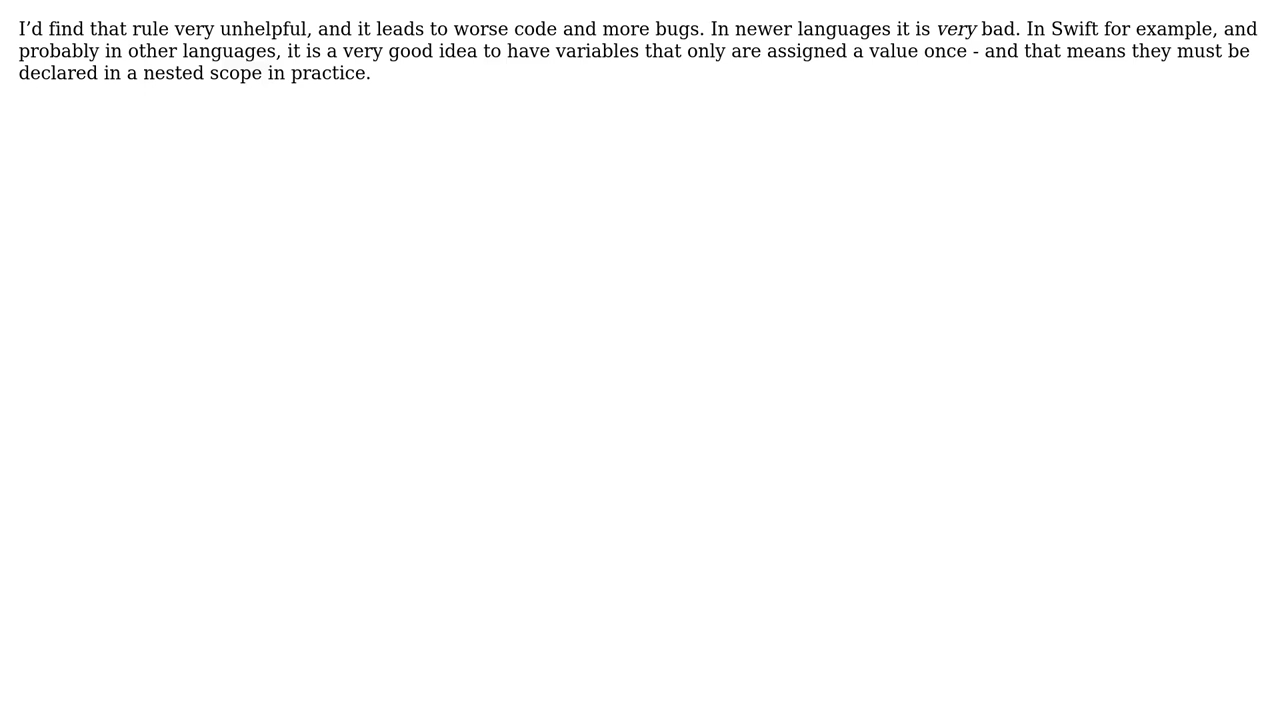 I’d find that rule very unhelpful, and it leads to worse code and more bugs. In newer languages it is very bad. In Swift for example, and
probably in other languages, it is a very good idea to have variables that only are assigned a value once - and that means they must be
declared in a nested scope in practice.